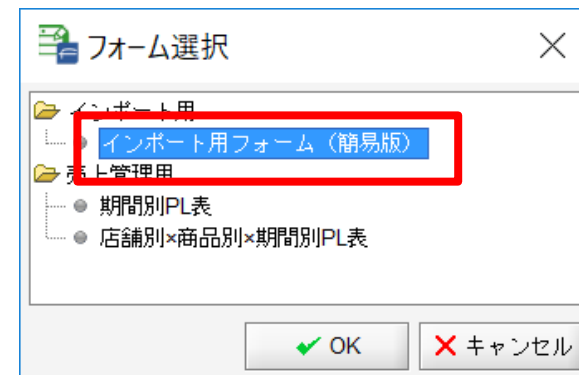 フォーム選択
インポート用
インポート用フォーム（簡易版）
売上管理用
期間別PL表
店舗別×商品別×期間別PL表
OK
キャンセル